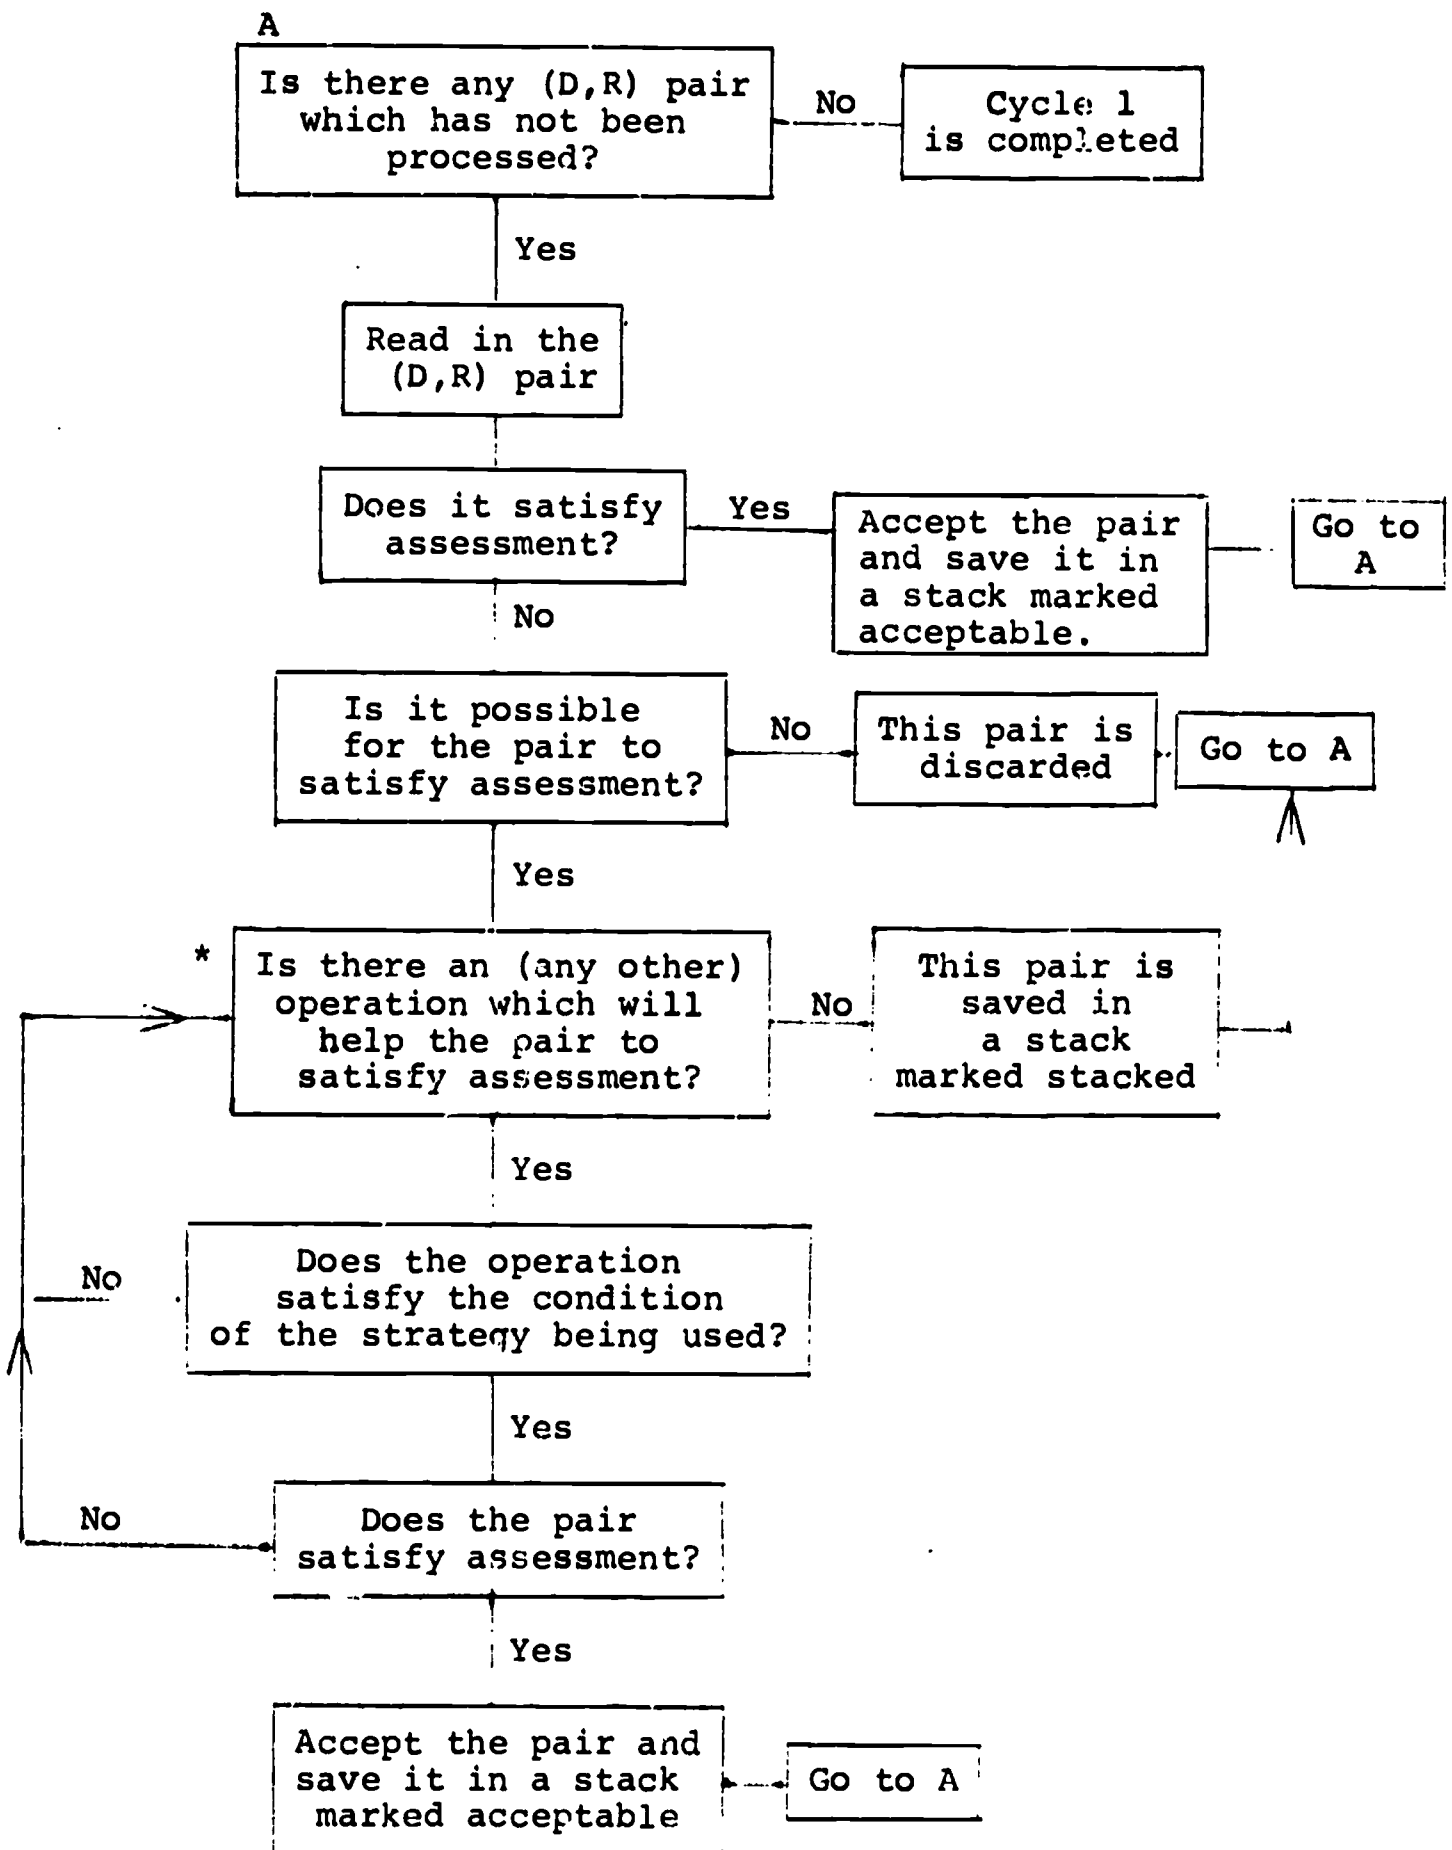 A
Is there any (D,R) pair
which has not been
processed?
No
Cycle 1
is completed
Yes
Read in the
(D,R) pair
Does it satisfy
assessment?
Yes
Accept the pair
and save it in
a stack marked
acceptable.
Go to
A
No
Is it possible
for the pair to
satisfy assessment?
No
This pair is
discarded
Go to A
Yes
*
Is there an (any other)
operation which will
help the pair to
satisfy assessment?
No
This pair is
saved in
a stack
marked stacked
Yes
Does the operation
satisfy the condition
of the strategy being used?
No
Yes
Does the pair
satisfy assessment?
No
Yes
Accept the pair and
save it in a stack
marked acceptable
Go to A